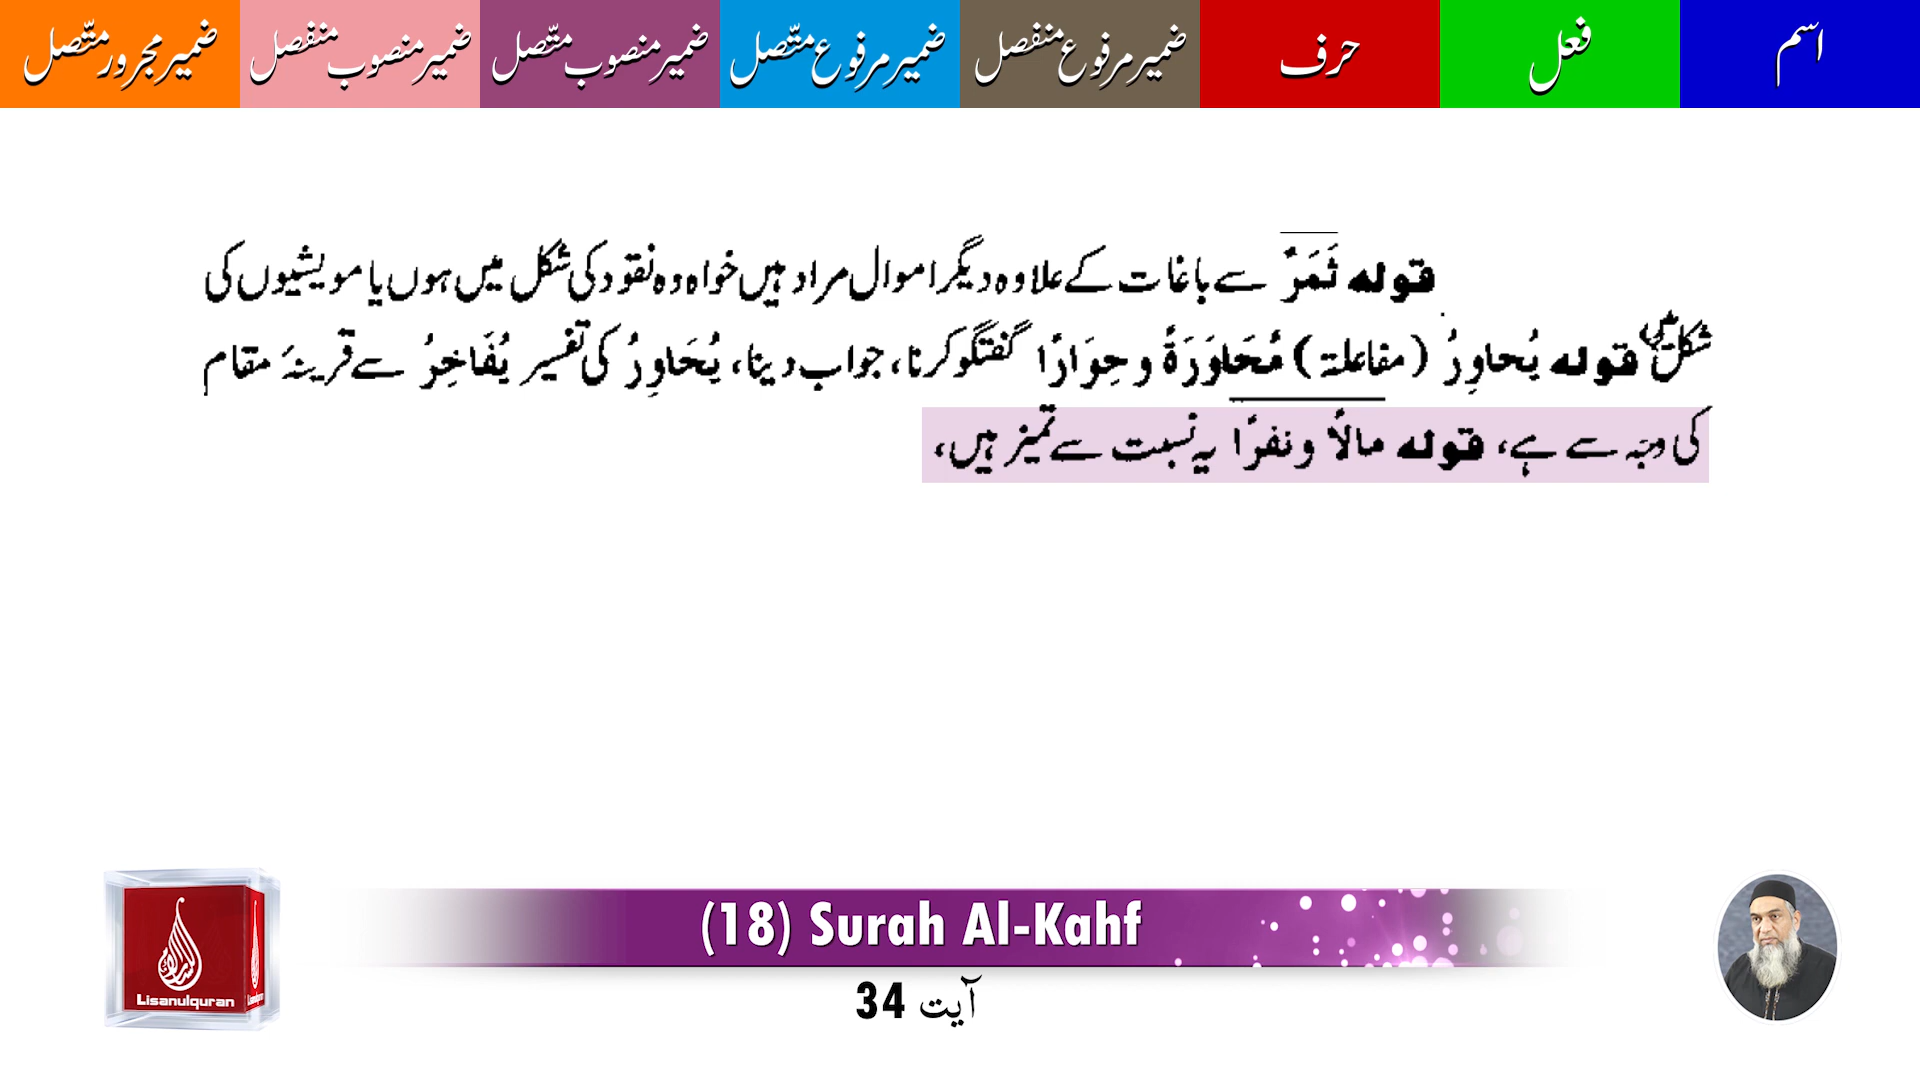 اسم
فعل
حرف
ضمیر مرفوع منفصل
ضمیر مرفوع متّصل
ضمیر منصوب متّصل
ضمیر منصوب منفصل
ضمیر مجرور متّصل
قوله ثَمَرٌ سے باغات کے علاوہ دیگر اموال مراد ہیں خواہ وہ نقود کی شکل میں ہوں یا مویشیوں کی
شکل میں، قوله یُحاوِرُ (مفاعلة) مُحَاوَرَةً و حِوَارًا گفتگو کرنا، جواب دینا، یُحَاوِرُ کی تفسیر یُفَاخِرُ سے قرینۂ مقام
کی وجہ سے ہے، قوله مالًا و نفرًا یہ نسبت سے تمیز ہیں،
(18) Surah Al-Kahf
آیت 34
Lisanulquran